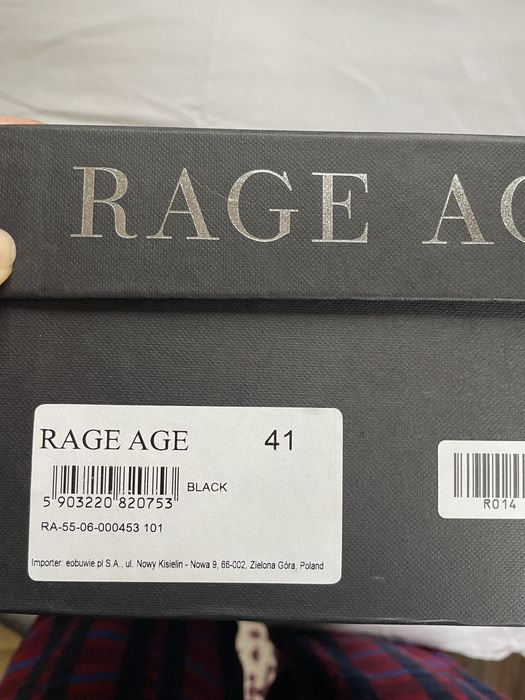 RAGE AG
RAGE AGE 41
BLACK
5 903220 820753
RA-55-06-000453 101
Importer: eobuwie.pl S.A., ul. Nowy Kisielin - Nowa 9, 66-002, Zielona Góra, Poland
R014